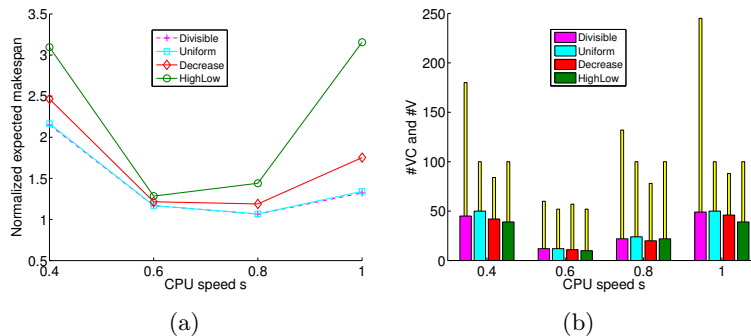 3.5
3
2.5
2
1.5
1
0.5
0.4
0.6
0.8
1
Normalized expected makespan
CPU speed s
Divisible
Uniform
Decrease
HighLow
(a)
250
200
150
100
50
0
0.4
0.6
0.8
1
#VC and #V
CPU speed s
Divisible
Uniform
Decrease
HighLow
(b)